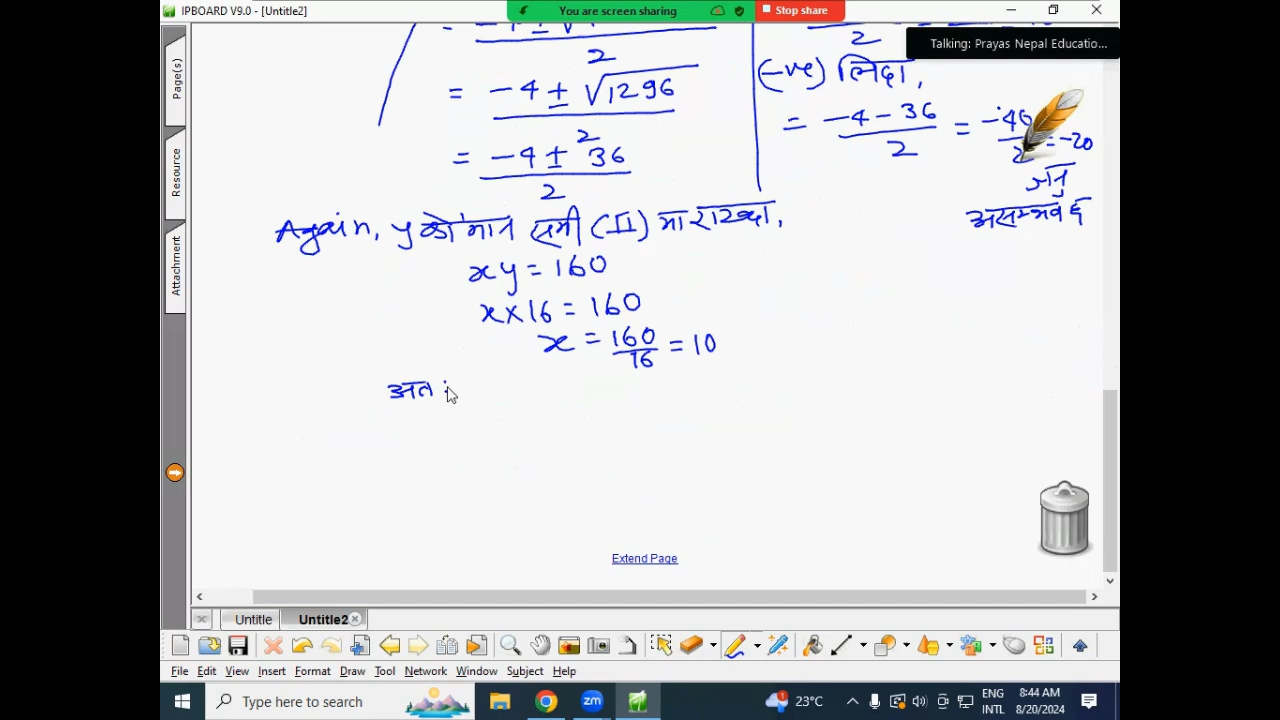 IPBOARD V9.0 - [Untitle2]
You are screen sharing
Stop share
Talking: Prayas Nepal Educatio...
Page(s)
Resource
Attachment
2
= -4 ± √1296
2
= -4 ± 36
2
2
(-ve) लिदा,
= -4 - 36 / 2 = -40 / 2 = -20
जुन
असम्भव छ
Again, y को मान समी (II) मा राख्दा,
xy = 160
x × 16 = 160
x = 160/16 = 10
अतः
Extend Page
Untitle
Untitle2
File Edit View Insert Format Draw Tool Network Window Subject Help
Type here to search
23°C
ENG
INTL
8:44 AM
8/20/2024